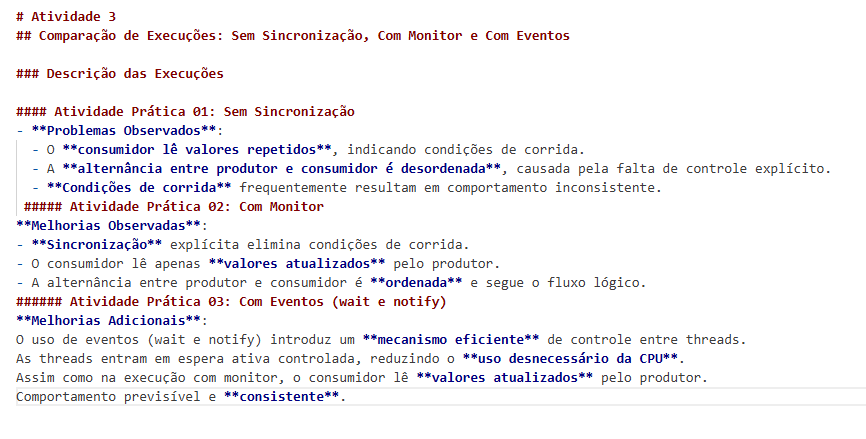 # Atividade 3
## Comparação de Execuções: Sem Sincronização, Com Monitor e Com Eventos
### Descrição das Execuções
#### Atividade Prática 01: Sem Sincronização
- **Problemas Observados**:
- O **consumidor lê valores repetidos**, indicando condições de corrida.
- A **alternância entre produtor e consumidor é desordenada**, causada pela falta de controle explícito.
- **Condições de corrida** frequentemente resultam em comportamento inconsistente.
##### Atividade Prática 02: Com Monitor
**Melhorias Observadas**:
- **Sincronização** explícita elimina condições de corrida.
- O consumidor lê apenas **valores atualizados** pelo produtor.
- A alternância entre produtor e consumidor é **ordenada** e segue o fluxo lógico.
###### Atividade Prática 03: Com Eventos (wait e notify)
**Melhorias Adicionais**:
O uso de eventos (wait e notify) introduz um **mecanismo eficiente** de controle entre threads.
As threads entram em espera ativa controlada, reduzindo o **uso desnecessário da CPU**.
Assim como na execução com monitor, o consumidor lê **valores atualizados** pelo produtor.
Comportamento previsível e **consistente**.